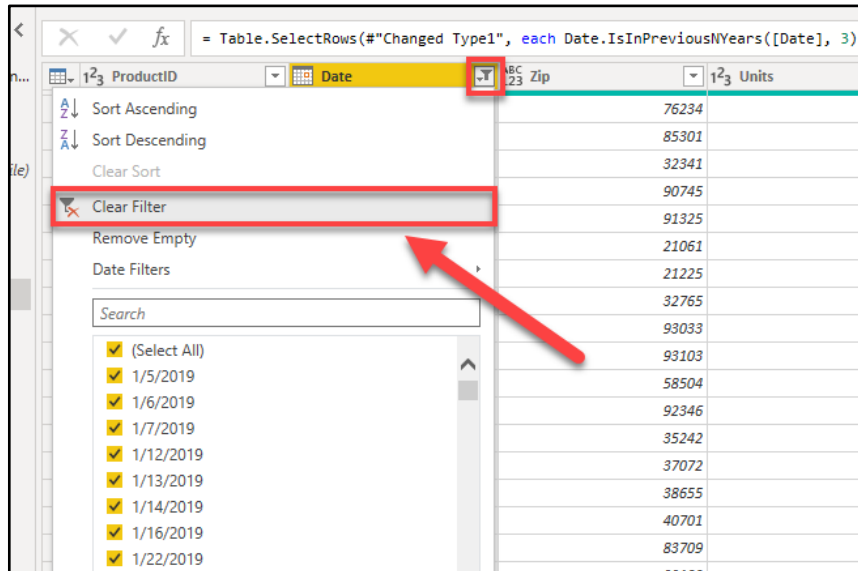 fx = Table.SelectRows(#"Changed Type1", each Date.IsInPreviousNYears([Date], 3)
n... 1²3 ProductID Date ABC 123 Zip 1²3 Units
Sort Ascending
Sort Descending
ile)
Clear Sort
Clear Filter
Remove Empty
Date Filters
Search
(Select All)
1/5/2019
1/6/2019
1/7/2019
1/12/2019
1/13/2019
1/14/2019
1/16/2019
1/22/2019
76234
85301
32341
90745
91325
21061
21225
32765
93033
93103
58504
92346
35242
37072
38655
40701
83709